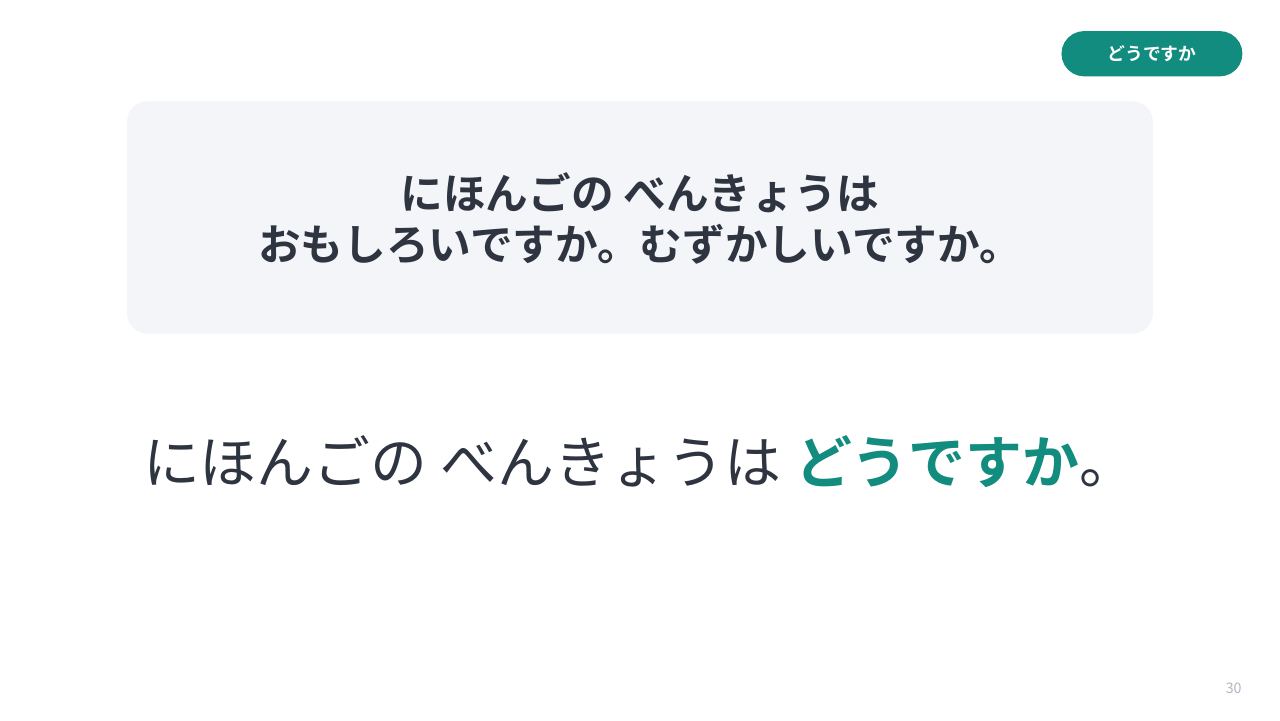 どうですか
にほんごの べんきょうは
おもしろいですか。むずかしいですか。
にほんごの べんきょうは どうですか。
30